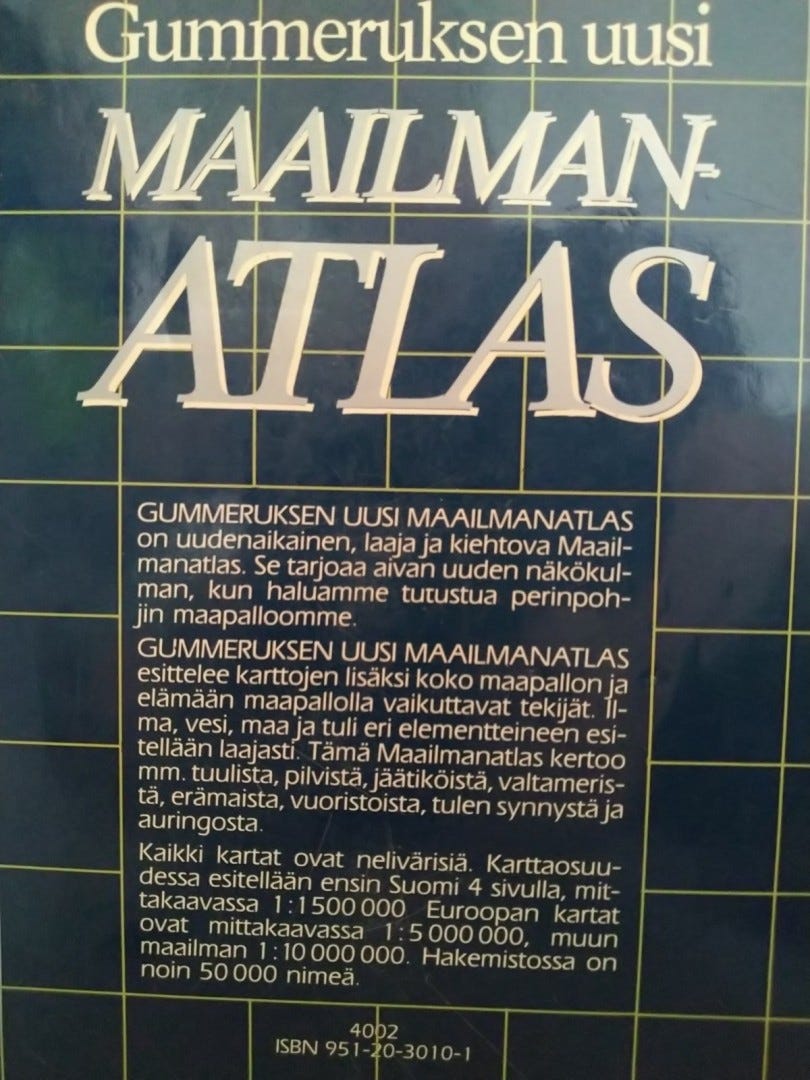 Gummeruksen uusi
MAAILMAN-
ATLAS
GUMMERUKSEN UUSI MAAILMANATLAS
on uudenaikainen, laaja ja kiehtova Maail-
manatlas. Se tarjoaa aivan uuden näkökul-
man, kun haluamme tutustua perinpoh-
jin maapalloomme.
GUMMERUKSEN UUSI MAAILMANATLAS
esittelee karttojen lisäksi koko maapallon ja
elämään maapallolla vaikuttavat tekijät. Il-
ma, vesi, maa ja tuli eri elementteineen esi-
tellään laajasti. Tämä Maailmanatlas kertoo
mm. tuulista, pilvistä, jäätiköistä, valtameris-
tä, erämaista, vuoristoista, tulen synnystä ja
auringosta.
Kaikki kartat ovat nelivärisiä. Karttaosuu-
dessa esitellään ensin Suomi 4 sivulla, mit-
takaavassa 1:1500 000 Euroopan kartat
ovat mittakaavassa 1:5 000 000, muun
maailman 1:10 000 000. Hakemistossa on
noin 50 000 nimeä.
4002
ISBN 951-20-3010-1